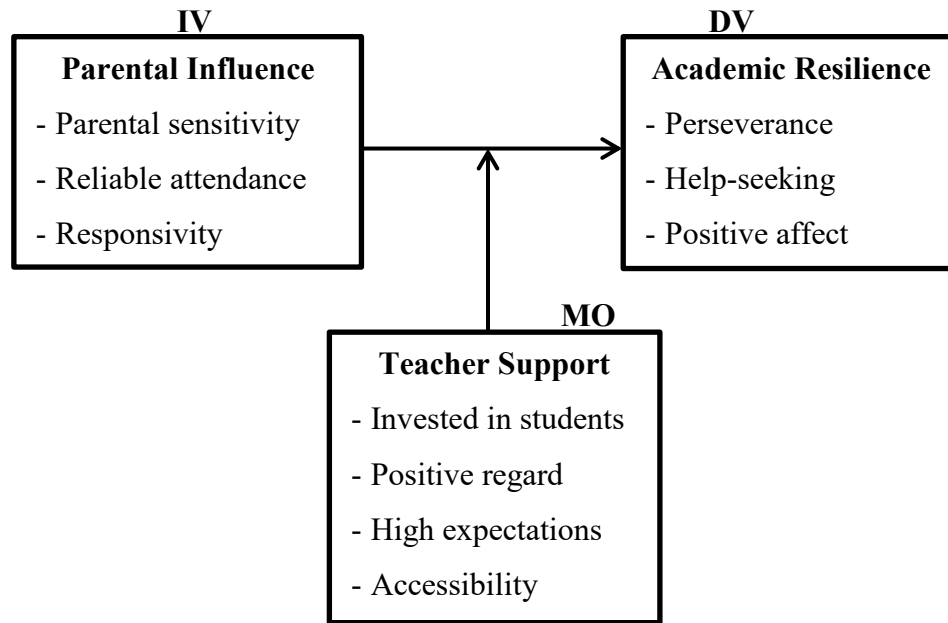 IV
Parental Influence
- Parental sensitivity
- Reliable attendance
- Responsivity
DV
Academic Resilience
- Perseverance
- Help-seeking
- Positive affect
MO
Teacher Support
- Invested in students
- Positive regard
- High expectations
- Accessibility